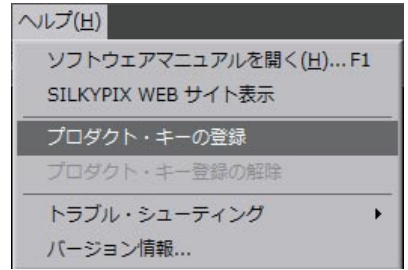 ヘルプ(H)
ソフトウェアマニュアルを開く(H)... F1
SILKYPIX WEB サイト表示
プロダクト・キーの登録
プロダクト・キー登録の解除
トラブル・シューティング
バージョン情報...